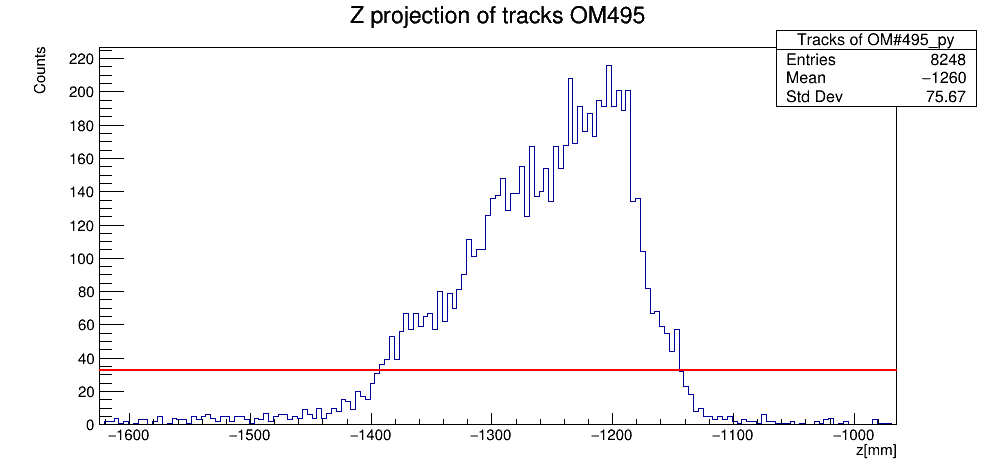 Z projection of tracks OM495
Counts
Tracks of OM#495_py
Entries 8248
Mean −1260
Std Dev 75.67
220
200
180
160
140
120
100
80
60
40
20
0
−1600 −1500 −1400 −1300 −1200 −1100 −1000
z[mm]